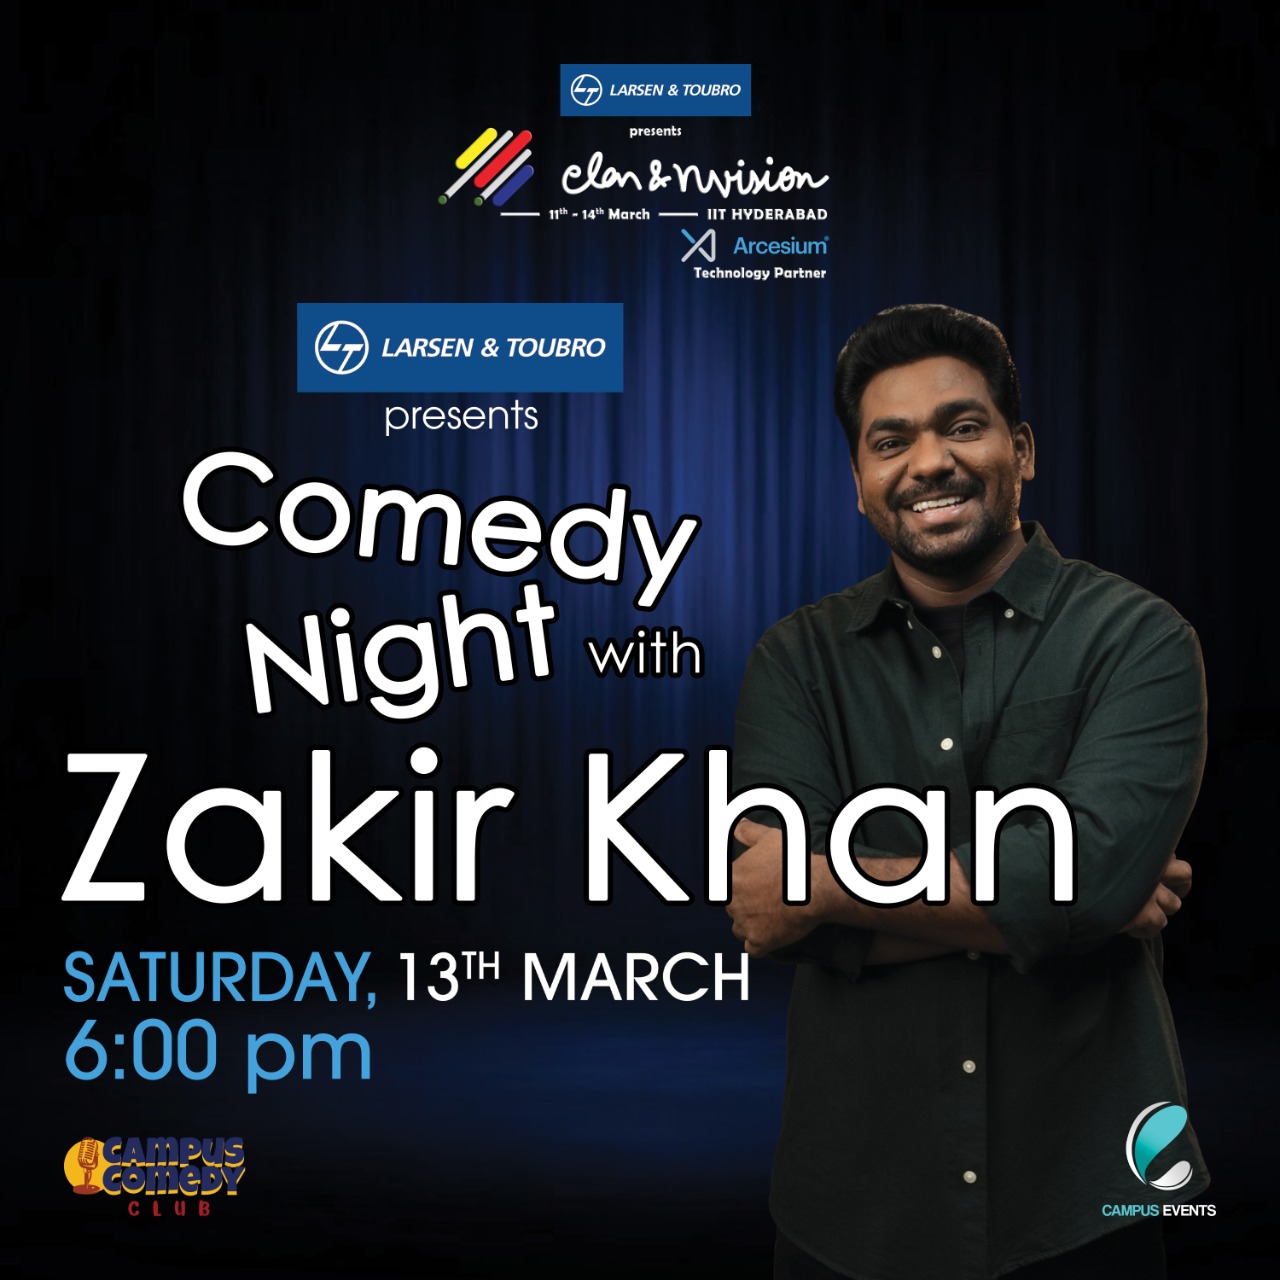 LARSEN & TOUBRO
presents
elan & nvision
11th - 14th March IIT HYDERABAD
Arcesium
Technology Partner
LARSEN & TOUBRO
presents
Comedy
Night with
Zakir Khan
SATURDAY, 13TH MARCH
6:00 pm
CAMPUS
COMEDY
CLUB
CAMPUS EVENTS